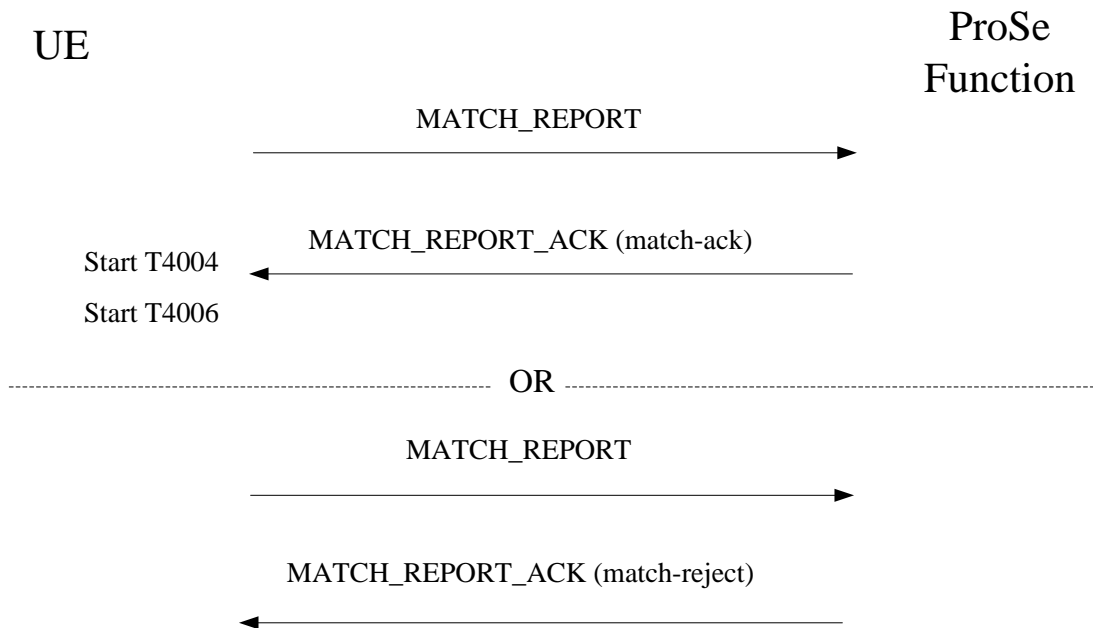 UE
ProSe
Function
MATCH_REPORT
MATCH_REPORT_ACK (match-ack)
Start T4004
Start T4006
OR
MATCH_REPORT
MATCH_REPORT_ACK (match-reject)